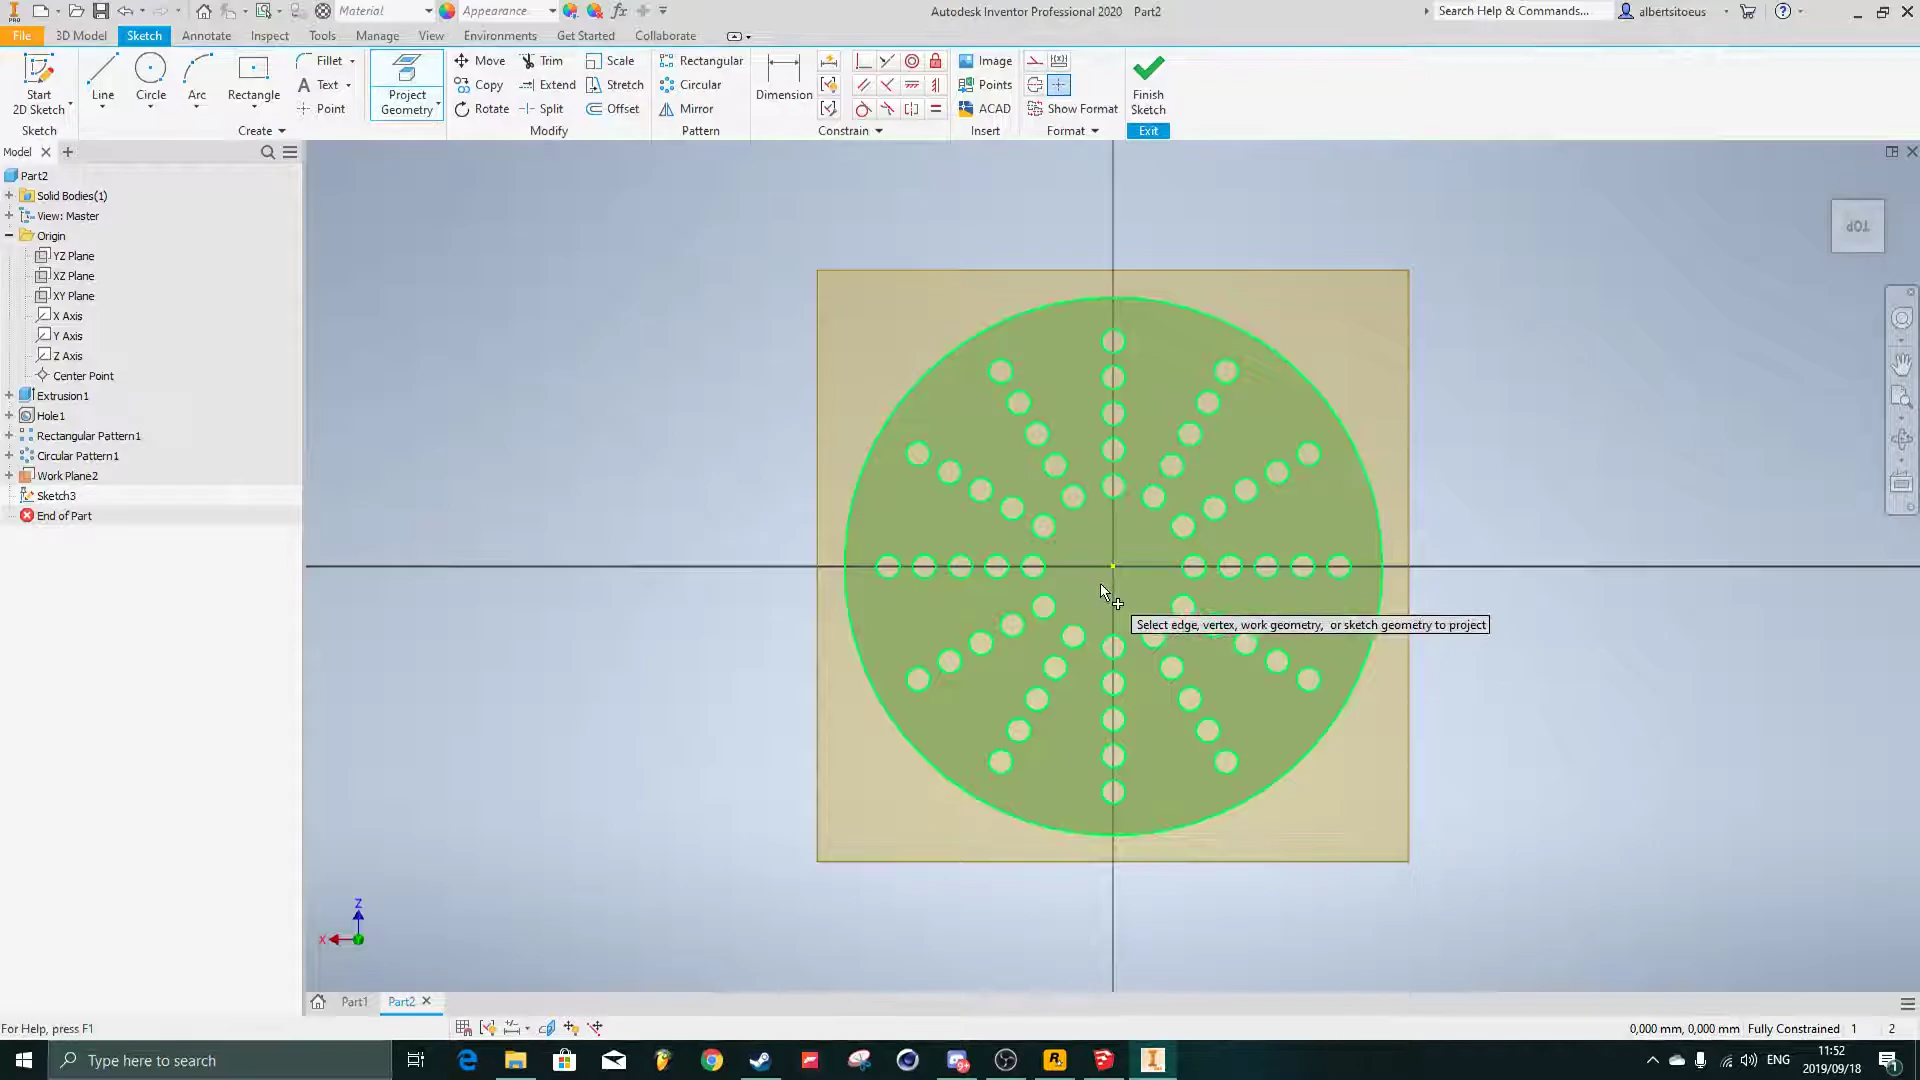 Material
Appearance
Autodesk Inventor Professional 2020 Part2
Search Help & Commands...
albertsitoeus
PRO
File
3D Model
Sketch
Annotate
Inspect
Tools
Manage
View
Environments
Get Started
Collaborate
Start
2D Sketch
Line
Circle
Arc
Rectangle
Fillet
Text
Point
Project
Geometry
Move
Copy
Rotate
Trim
Extend
Split
Scale
Stretch
Offset
Rectangular
Circular
Mirror
Dimension
Image
Points
ACAD
Show Format
Finish
Sketch
Sketch
Create
Modify
Pattern
Constrain
Insert
Format
Exit
Model
Part2
Solid Bodies(1)
View: Master
Origin
YZ Plane
XZ Plane
XY Plane
X Axis
Y Axis
Z Axis
Center Point
Extrusion1
Hole1
Rectangular Pattern1
Circular Pattern1
Work Plane2
Sketch3
End of Part
TOP
Select edge, vertex, work geometry, or sketch geometry to project
Z
X
Part1
Part2
For Help, press F1
0,000 mm, 0,000 mm
Fully Constrained
1
2
Type here to search
ENG
11:52
2019/09/18